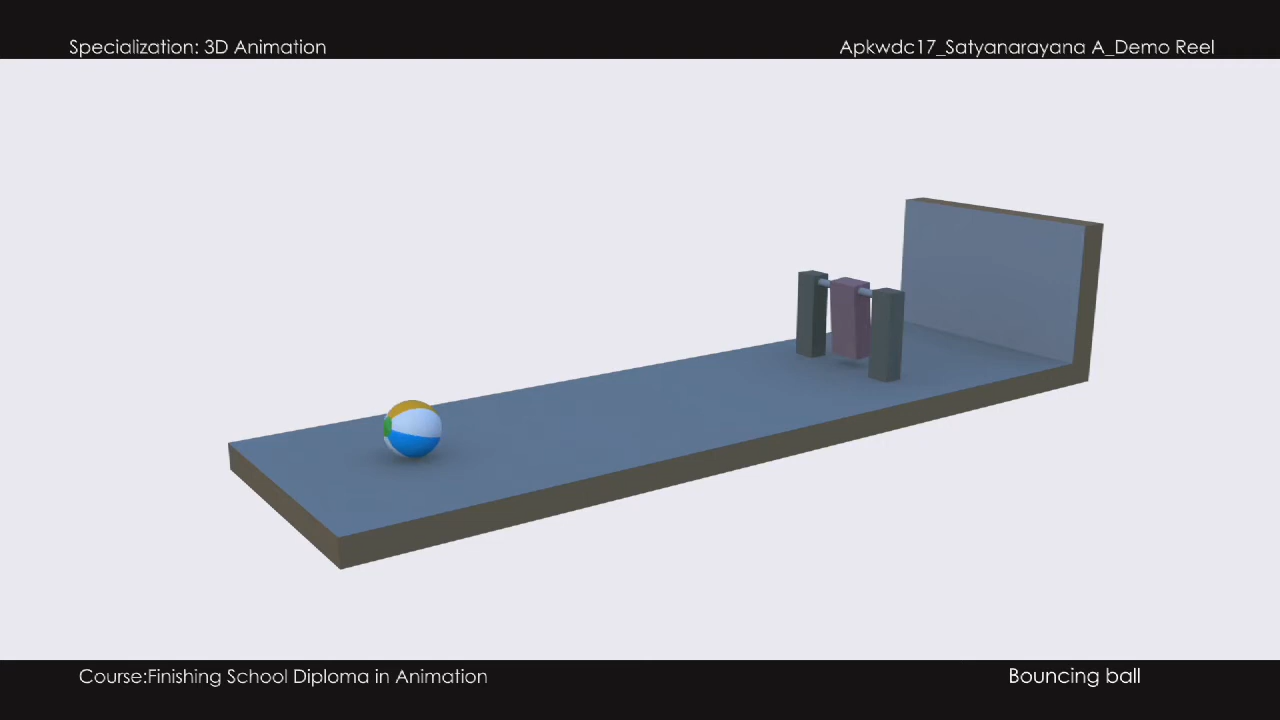 Specialization: 3D Animation
Apkwdc17_Satyanarayana A_Demo Reel
Course:Finishing School Diploma in Animation
Bouncing ball